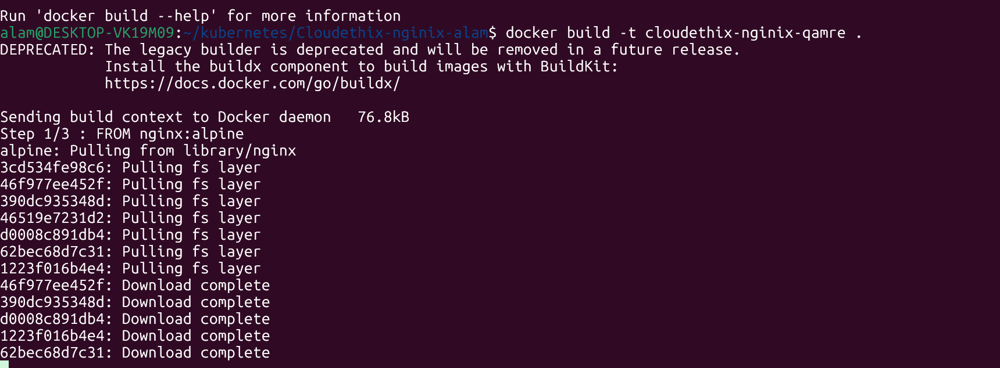 Run 'docker build --help' for more information
alam@DESKTOP-VK19M09:~/kubernetes/Cloudethix-nginix-alam$ docker build -t cloudethix-nginix-qamre .
DEPRECATED: The legacy builder is deprecated and will be removed in a future release.
            Install the buildx component to build images with BuildKit:
            https://docs.docker.com/go/buildx/

Sending build context to Docker daemon   76.8kB
Step 1/3 : FROM nginx:alpine
alpine: Pulling from library/nginx
3cd534fe98c6: Pulling fs layer
46f977ee452f: Pulling fs layer
390dc935348d: Pulling fs layer
46519e7231d2: Pulling fs layer
d0008c891db4: Pulling fs layer
62bec68d7c31: Pulling fs layer
1223f016b4e4: Pulling fs layer
46f977ee452f: Download complete
390dc935348d: Download complete
d0008c891db4: Download complete
1223f016b4e4: Download complete
62bec68d7c31: Download complete